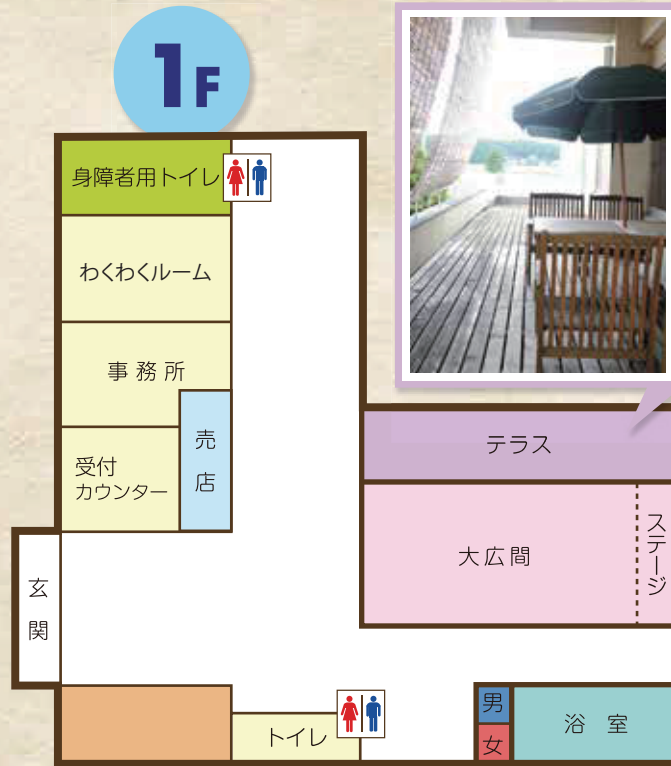 1F
身障者用トイレ
わくわくルーム
事務所
売店
受付
カウンター
テラス
大広間
ステージ
玄関
トイレ
男
女
浴室